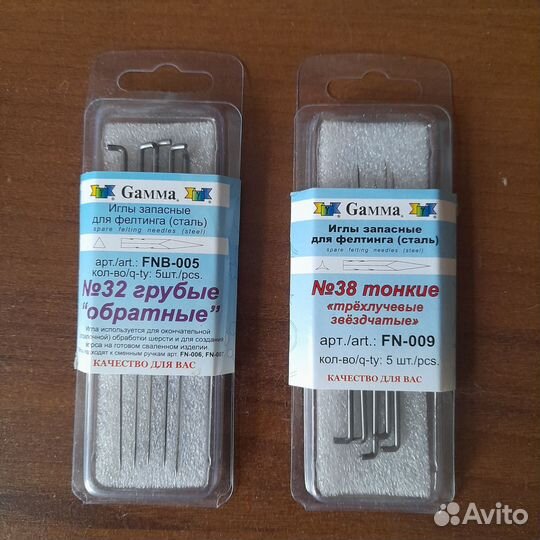 Gamma
Иглы запасные
для фелтинга (сталь)
spare felting needles (steel)
арт./art.: FNB-005
кол-во/q-ty: 5шт./pcs.
№32 грубые
"обратные"
Игла используется для окончательной
обработки шерсти и для создания
ворса на готовом сваленном изделии
подходят к сменным ручкам арт. FN-006, FN-007
КАЧЕСТВО ДЛЯ ВАС
Gamma
Иглы запасные
для фелтинга (сталь)
spare felting needles (steel)
№38 тонкие
«трёхлучевые
звёздчатые»
арт./art.: FN-009
кол-во/q-ty: 5 шт./pcs.
КАЧЕСТВО ДЛЯ ВАС
Avito